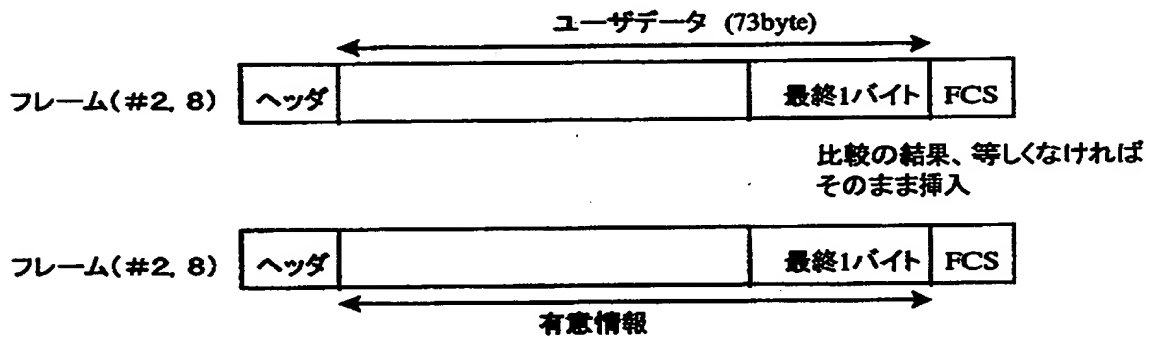 ユーザデータ (73byte)
フレーム(#2, 8) ヘッダ 最終1バイト FCS
比較の結果、等しくなければ
そのまま挿入
フレーム(#2, 8) ヘッダ 最終1バイト FCS
有意情報